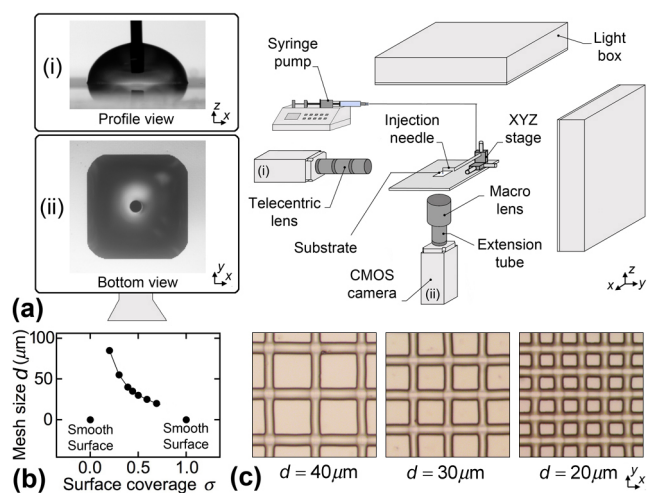 (i)
z
x
Profile view
(ii)
y
x
Bottom view
(a)
Syringe
pump
Light
box
Injection
needle
XYZ
stage
(i)
Telecentric
lens
Macro
lens
Substrate
Extension
tube
CMOS
camera
(ii)
z
x
y
Mesh size d (μm)
100
50
0
Smooth
Surface
Smooth
Surface
0.0
0.5
1.0
Surface coverage σ
(b)
(c)
d = 40μm
d = 30μm
d = 20μm
y
x